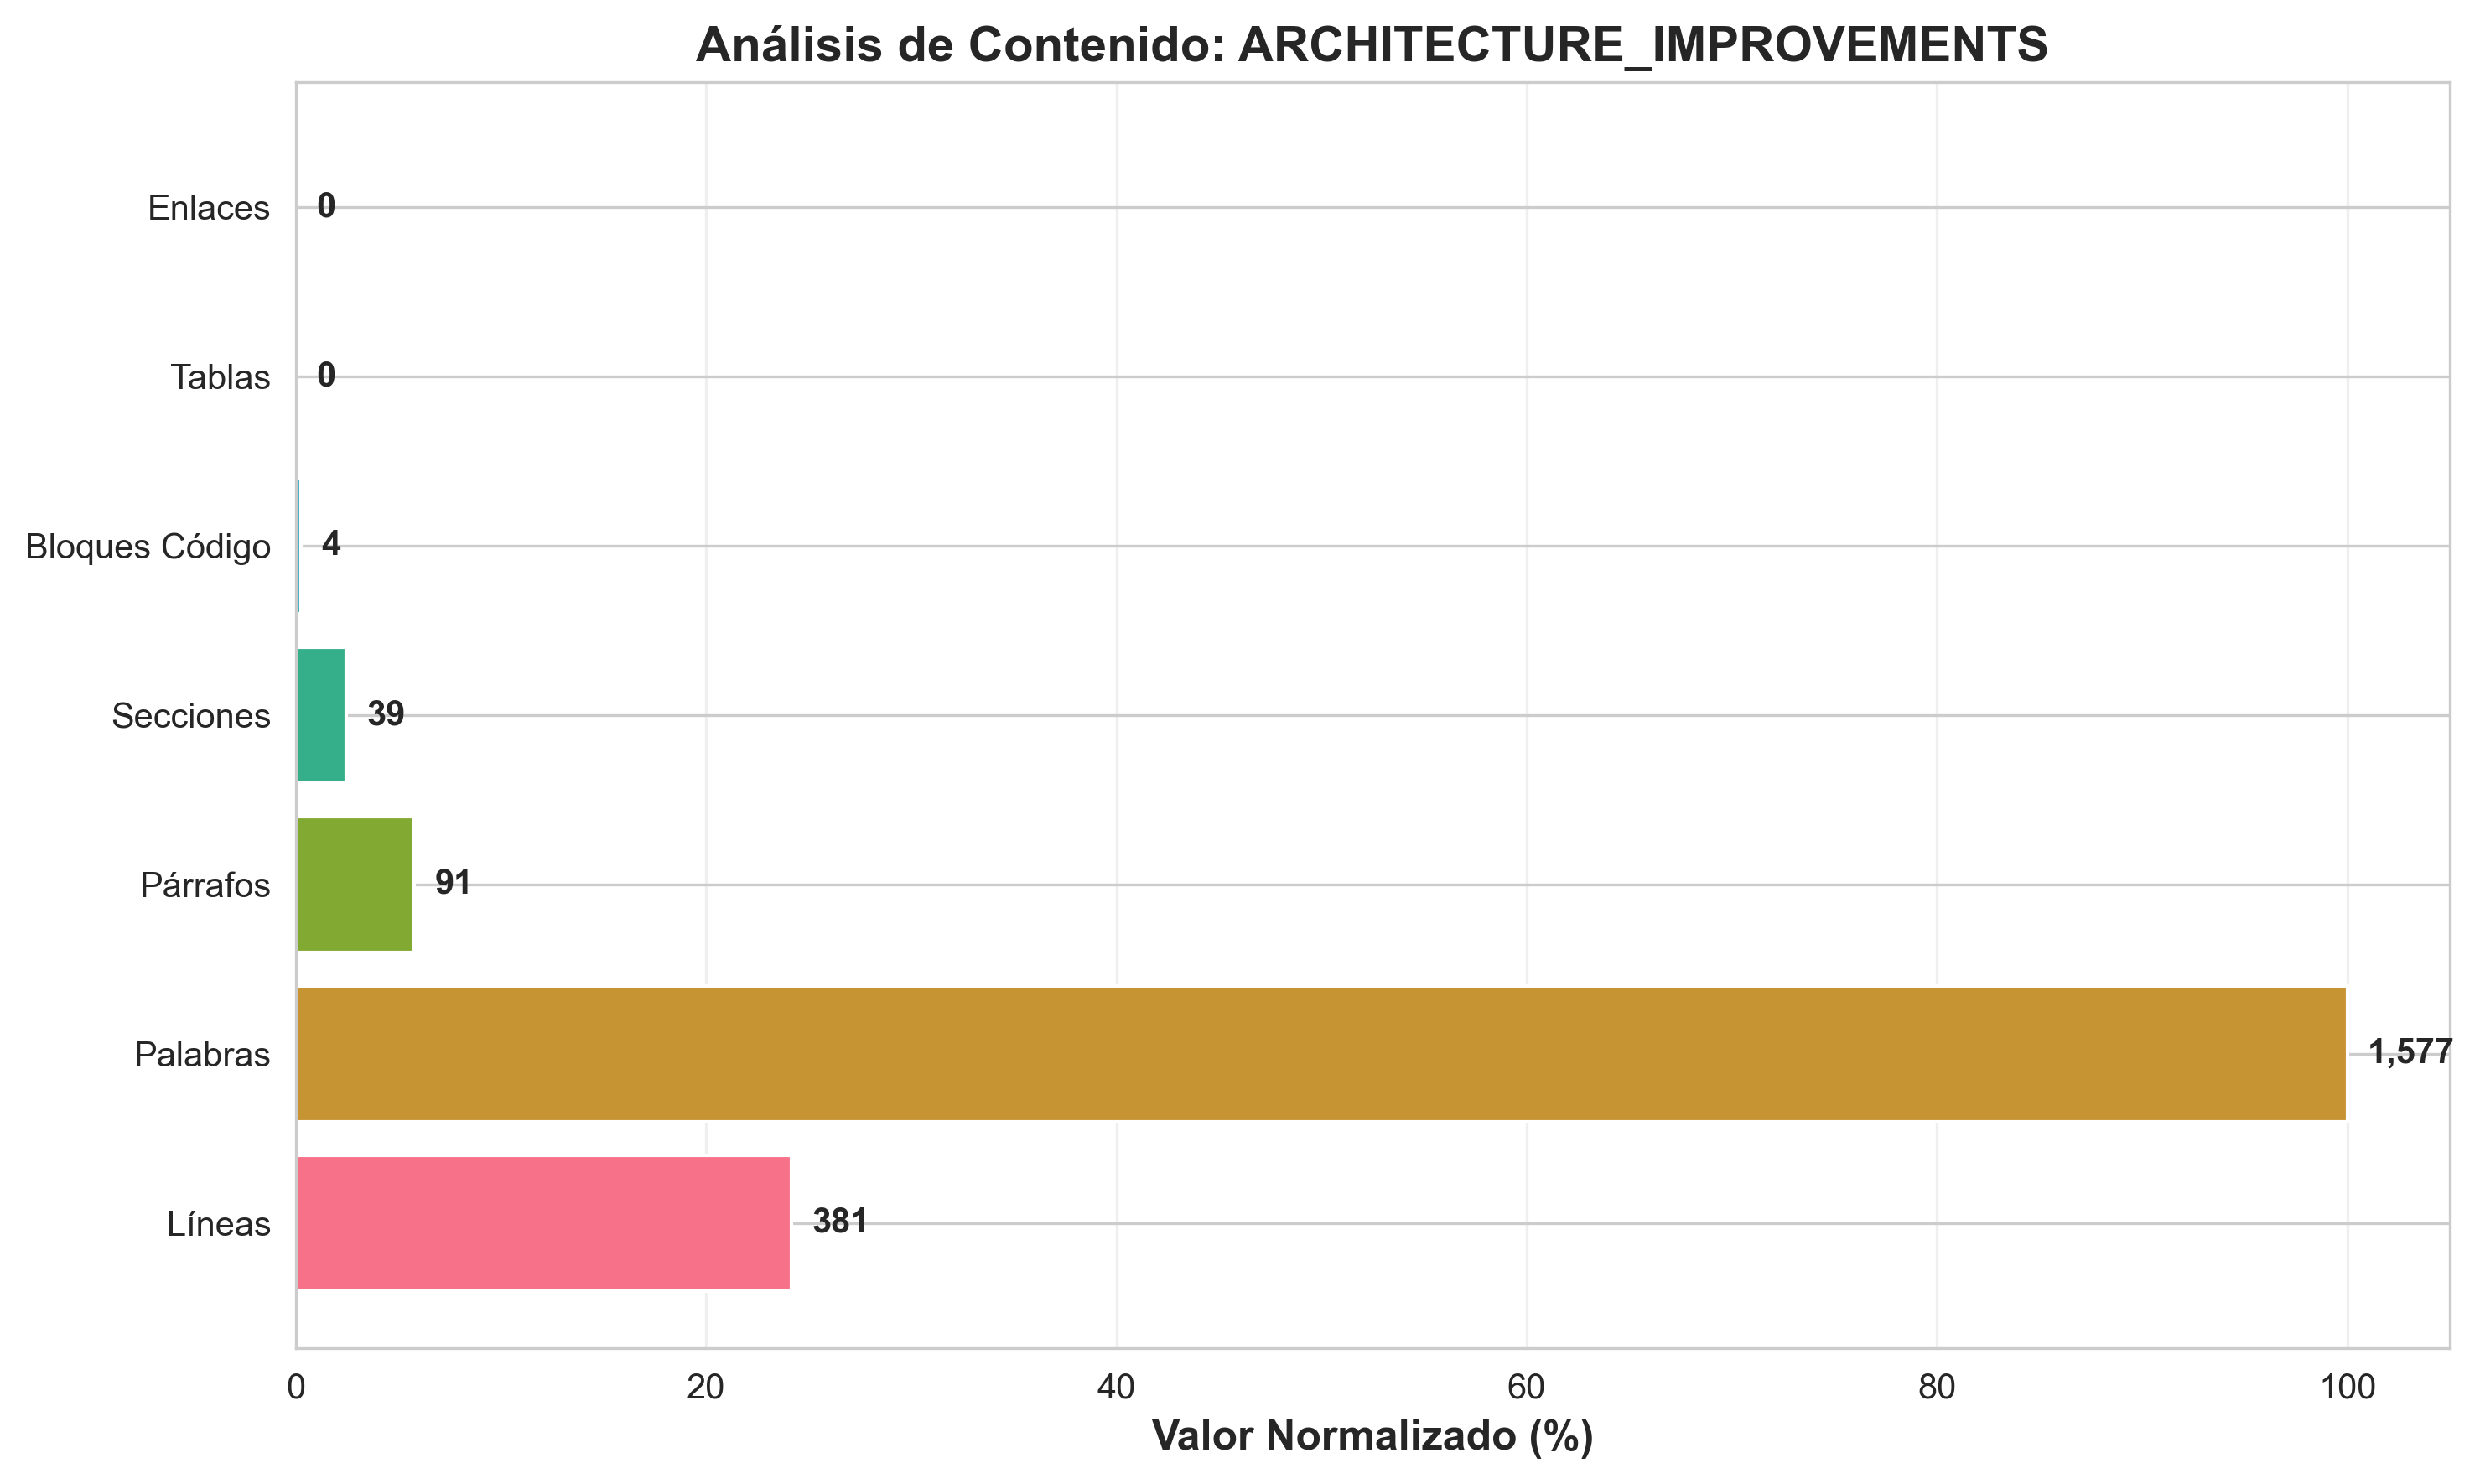 Análisis de Contenido: ARCHITECTURE_IMPROVEMENTS
Enlaces 0
Tablas 0
Bloques Código 4
Secciones 39
Párrafos 91
Palabras 1,577
Líneas 381
0 20 40 60 80 100
Valor Normalizado (%)